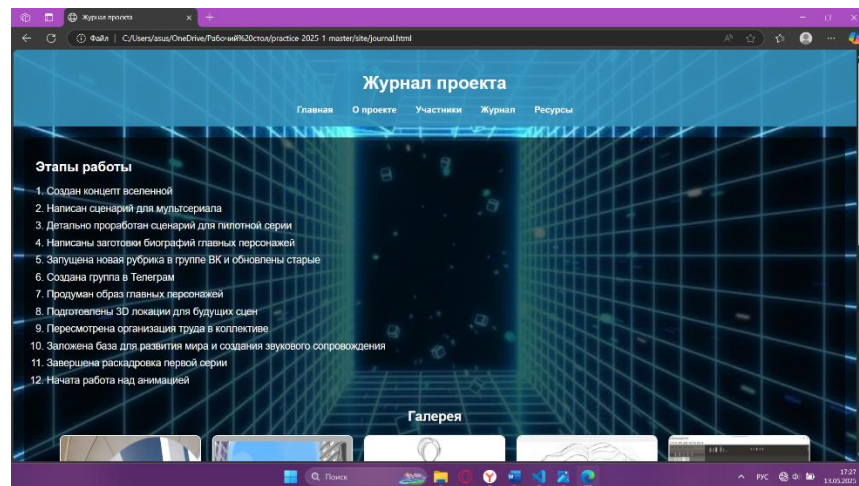 Журнал проекта
Файл | C:/Users/asus/OneDrive/Рабочий%20стол/practice 2025 1 master/site/journal.html
Журнал проекта
Главная О проекте Участники Журнал Ресурсы
Этапы работы
1. Создан концепт вселенной
2. Написан сценарий для мультсериала
3. Детально проработан сценарий для пилотной серии
4. Написаны заготовки биографий главных персонажей
5. Запущена новая рубрика в группе ВК и обновлены старые
6. Создана группа в Телеграм
7. Продуман образ главных персонажей
8. Подготовлены 3D локации для будущих сцен
9. Пересмотрена организация труда в коллективе
10. Заложена база для развития мира и создания звукового сопровождения
11. Завершена раскадровка первой серии
12. Начата работа над анимацией
Галерея
Поиск
РУС
17:27
13.05.2025